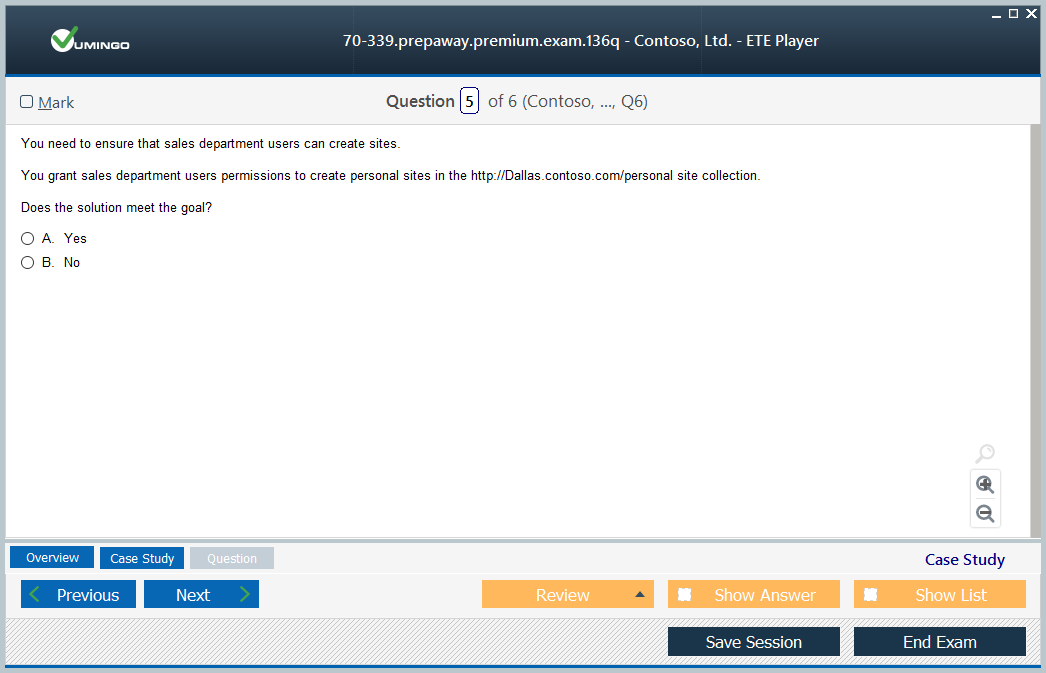 VUMINGO
70-339.prepaway.premium.exam.136q - Contoso, Ltd. - ETE Player
Mark
Question 5 of 6 (Contoso, ..., Q6)
You need to ensure that sales department users can create sites.
You grant sales department users permissions to create personal sites in the http://Dallas.contoso.com/personal site collection.
Does the solution meet the goal?
A. Yes
B. No
Overview Case Study Question Case Study
Previous Next Review Show Answer Show List
Save Session End Exam